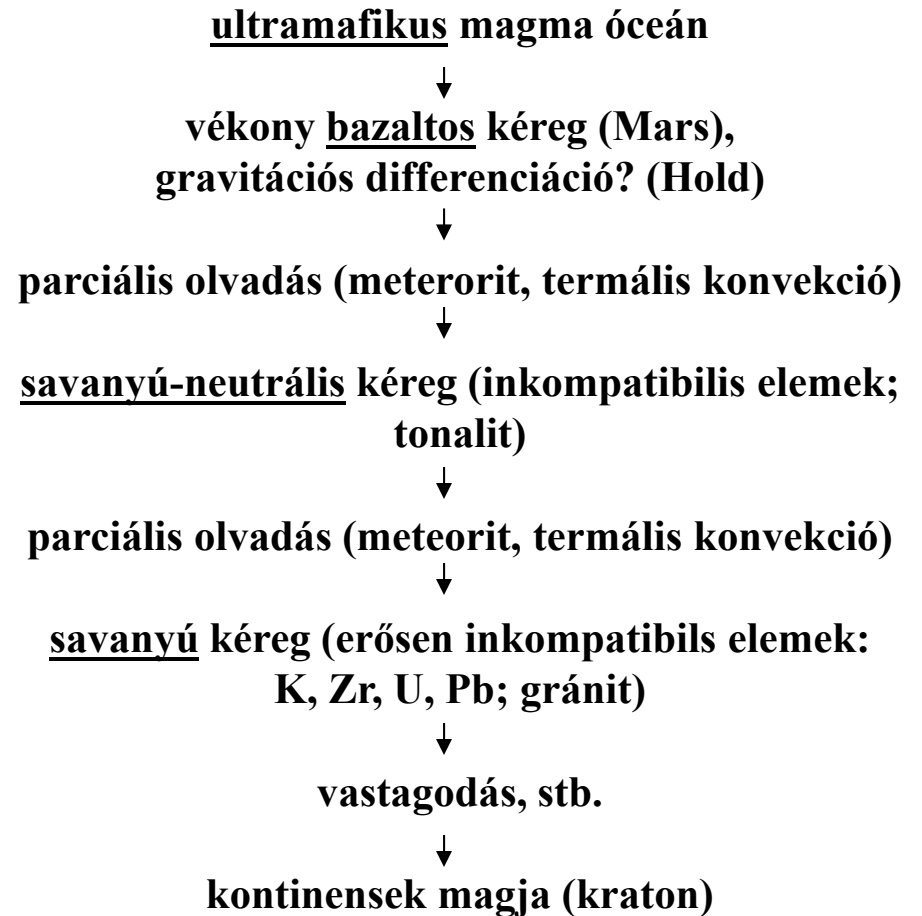 ultramafikus magma óceán
↓
vékony bazaltos kéreg (Mars),
gravitációs differenciáció? (Hold)
↓
parciális olvadás (meterorit, termális konvekció)
↓
savanyú-neutrális kéreg (inkompatibilis elemek;
tonalit)
↓
parciális olvadás (meteorit, termális konvekció)
↓
savanyú kéreg (erősen inkompatibils elemek:
K, Zr, U, Pb; gránit)
↓
vastagodás, stb.
↓
kontinensek magja (kraton)